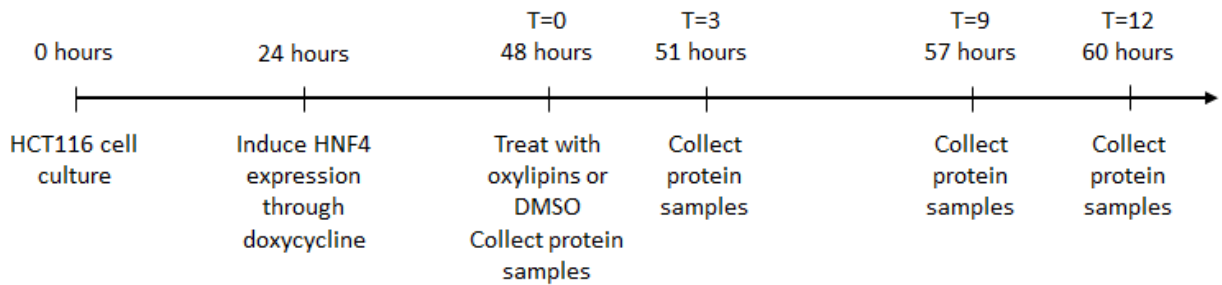 T=0
T=3
T=9
T=12
0 hours
24 hours
48 hours
51 hours
57 hours
60 hours
HCT116 cell
culture
Induce HNF4
expression
through
doxycycline
Treat with
oxylipins or
DMSO
Collect protein
samples
Collect
protein
samples
Collect
protein
samples
Collect
protein
samples